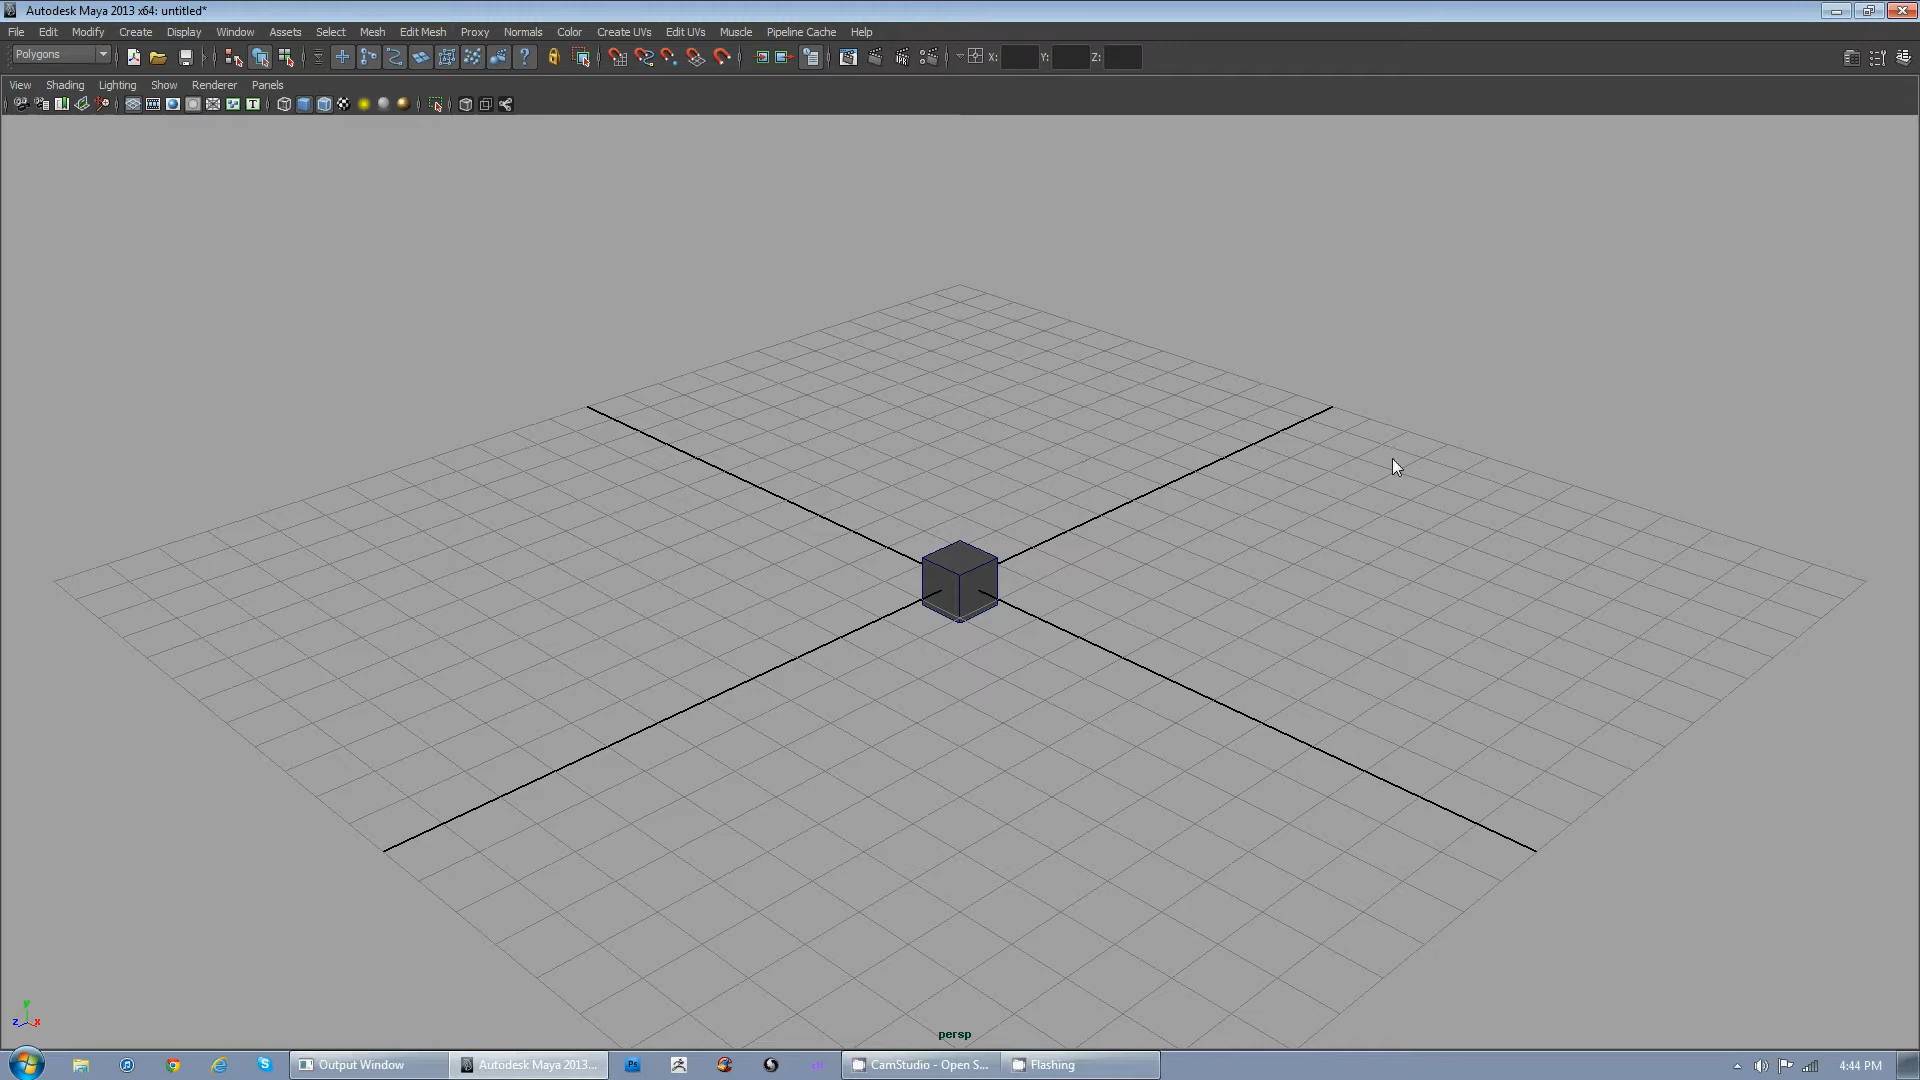 Autodesk Maya 2013 x64: untitled*
File Edit Modify Create Display Window Assets Select Mesh Edit Mesh Proxy Normals Color Create UVs Edit UVs Muscle Pipeline Cache Help
Polygons X: Y: Z:
View Shading Lighting Show Renderer Panels
T
persp
y
z x
Output Window Autodesk Maya 2013... Ps CamStudio - Open S... Flashing 4:44 PM